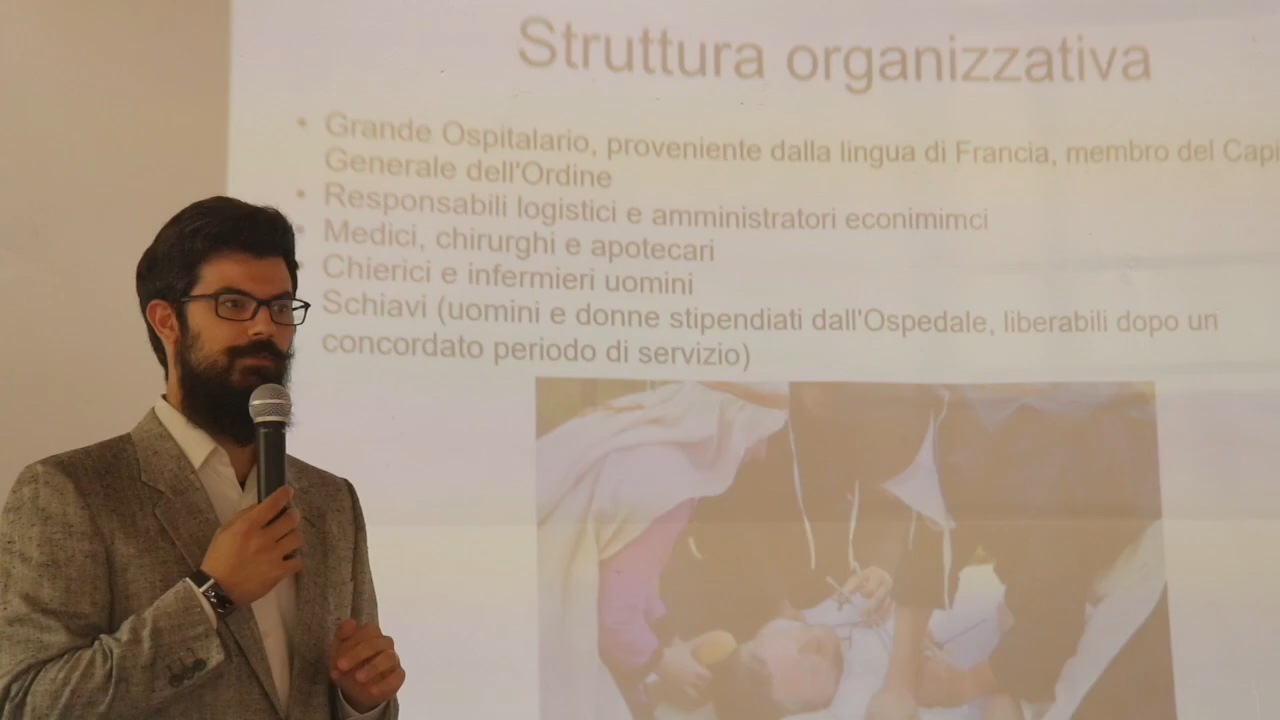 Struttura organizzativa
• Grande Ospitalario, proveniente dalla lingua di Francia, membro del Capi
Generale dell'Ordine
• Responsabili logistici e amministratori econimimci
• Medici, chirurghi e apotecari
Chierici e infermieri uomini
Schiavi (uomini e donne stipendiati dall'Ospedale, liberabili dopo un
concordato periodo di servizio)